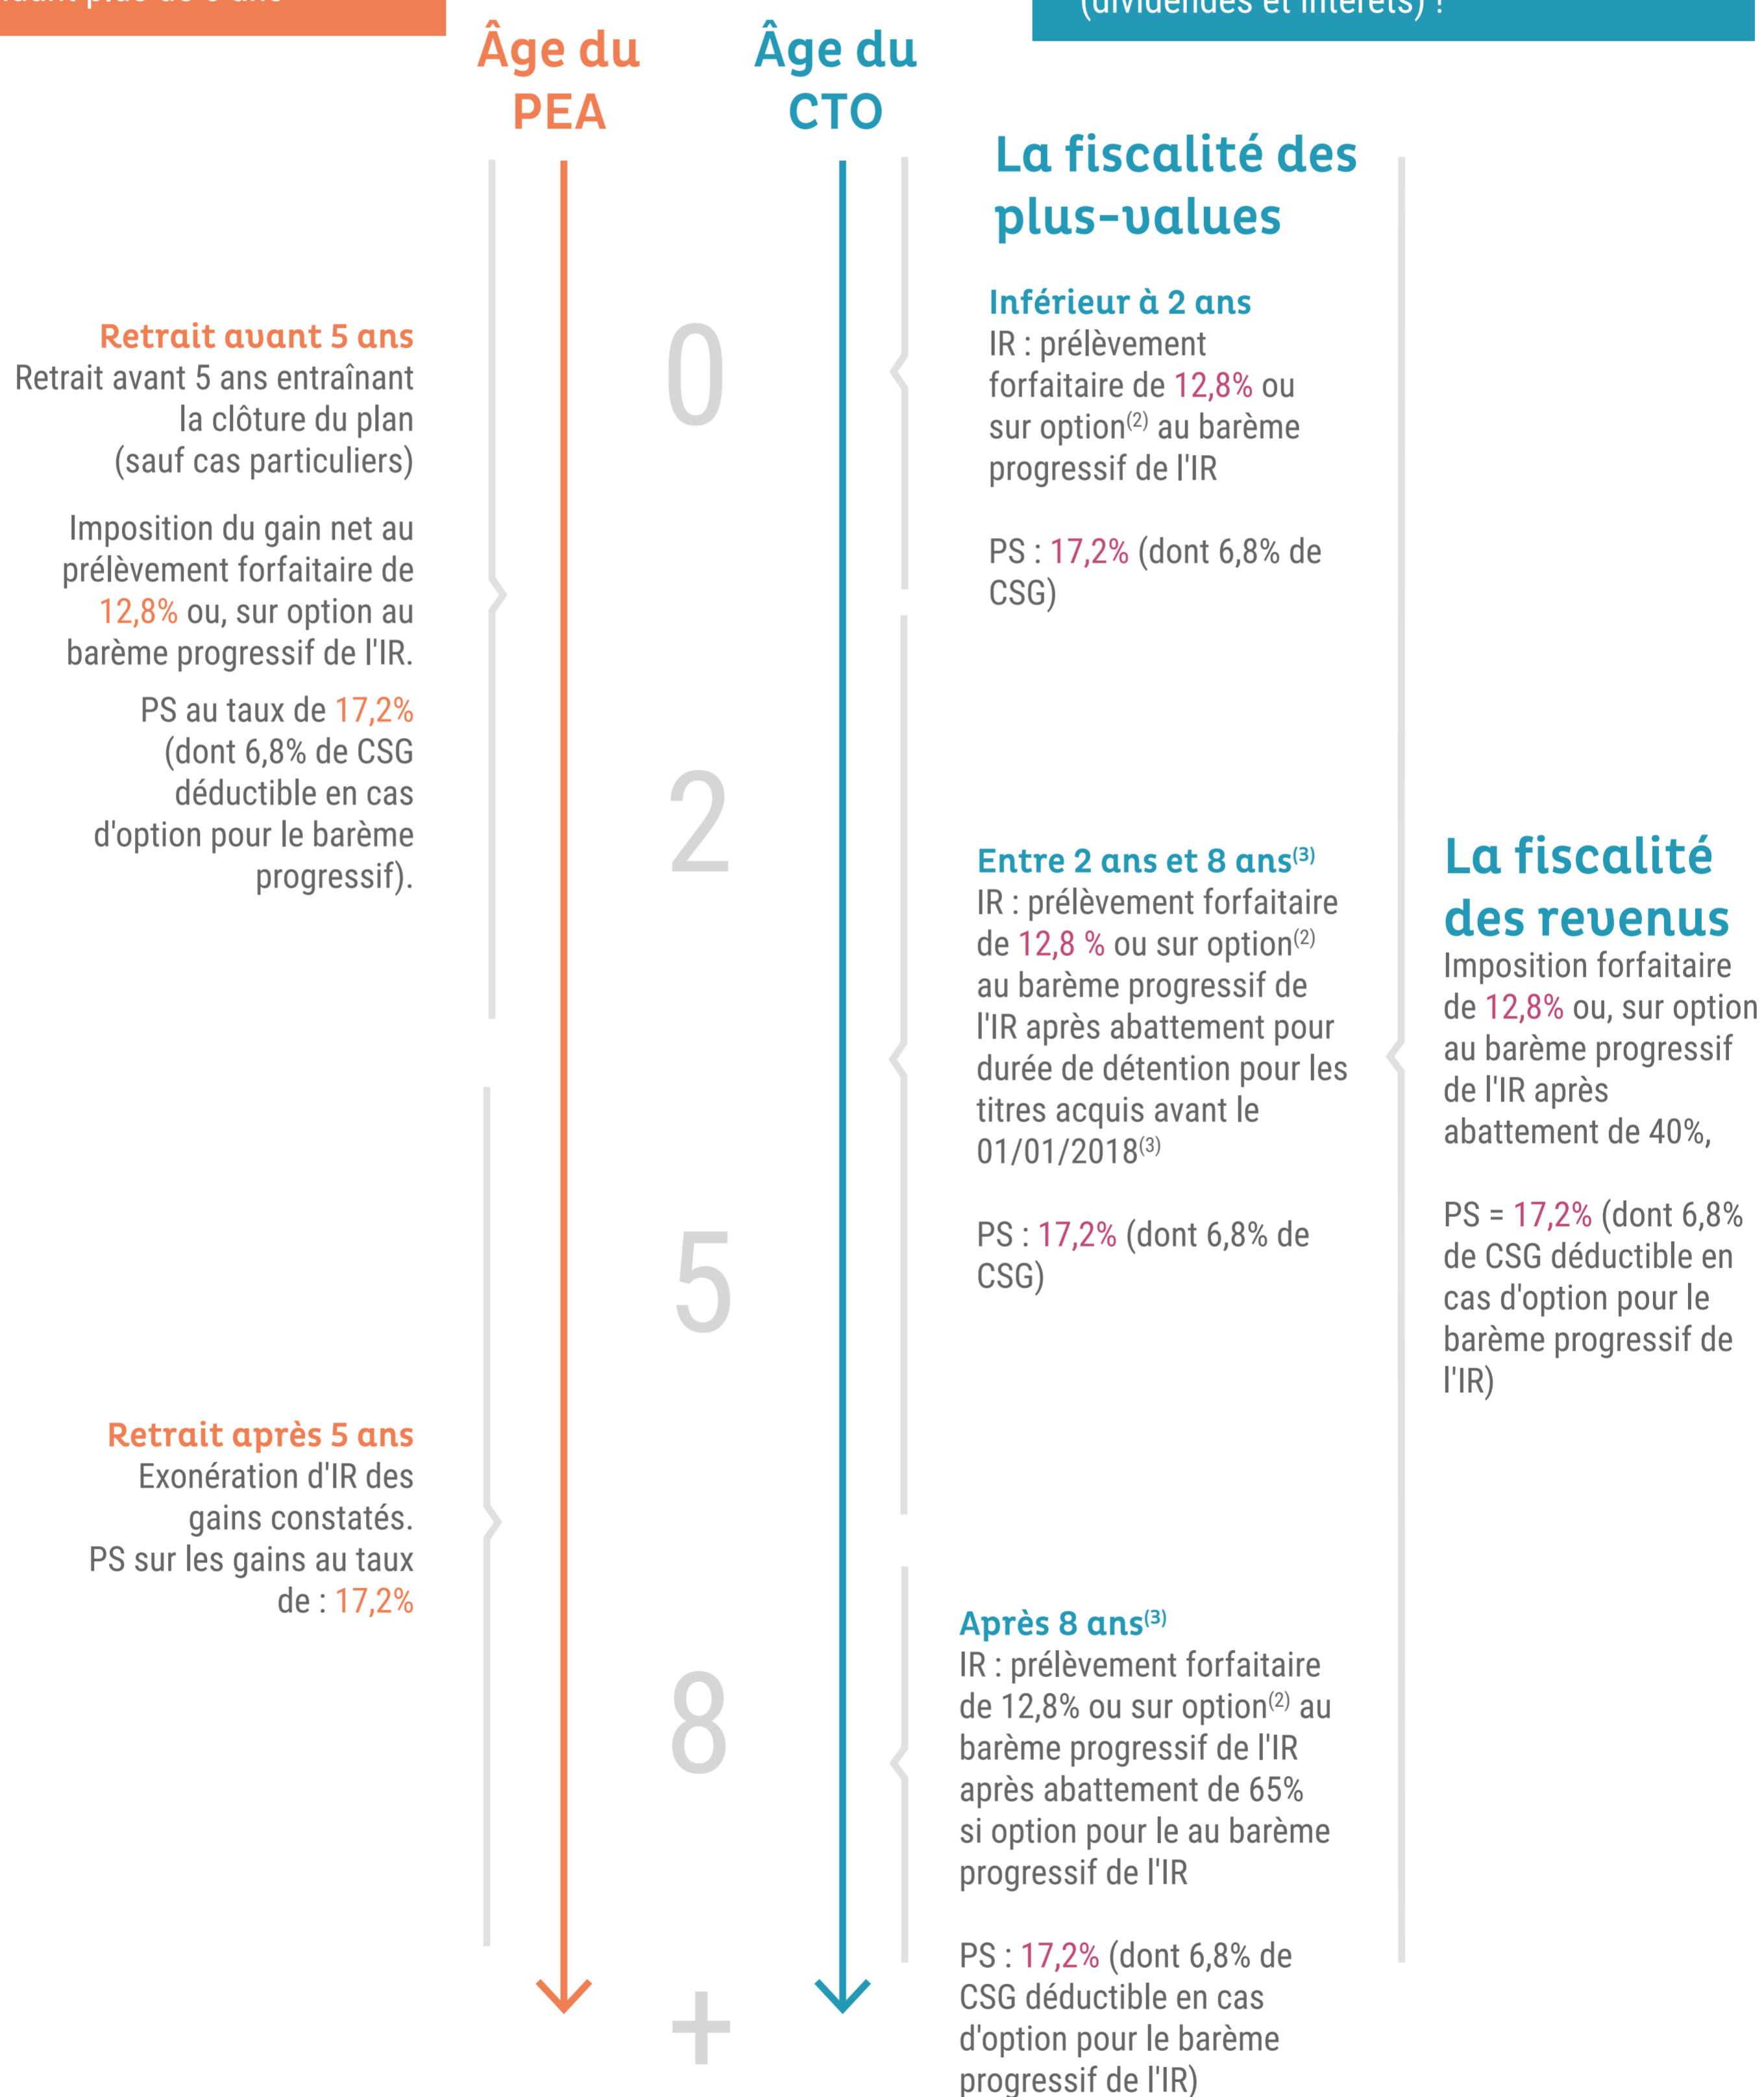 (dividendes et intérêts) !
Âge du
PEA
Âge du
CTO
Retrait avant 5 ans
Retrait avant 5 ans entraînant
la clôture du plan
(sauf cas particuliers)
Imposition du gain net au
prélèvement forfaitaire de
12,8% ou, sur option au
barème progressif de l'IR.
PS au taux de 17,2%
(dont 6,8% de CSG
déductible en cas
d'option pour le barème
progressif).
Retrait après 5 ans
Exonération d'IR des
gains constatés.
PS sur les gains au taux
de : 17,2%
0
2
5
8
+
La fiscalité des
plus-values
Inférieur à 2 ans
IR : prélèvement
forfaitaire de 12,8% ou
sur option(2) au barème
progressif de l'IR
PS : 17,2% (dont 6,8% de
CSG)
Entre 2 ans et 8 ans(3)
IR : prélèvement forfaitaire
de 12,8 % ou sur option(2)
au barème progressif de
l'IR après abattement pour
durée de détention pour les
titres acquis avant le
01/01/2018(3)
PS : 17,2% (dont 6,8% de
CSG)
Après 8 ans(3)
IR : prélèvement forfaitaire
de 12,8% ou sur option(2) au
barème progressif de l'IR
après abattement de 65%
si option pour le au barème
progressif de l'IR
PS : 17,2% (dont 6,8% de
CSG déductible en cas
d'option pour le barème
progressif de l'IR)
La fiscalité
des revenus
Imposition forfaitaire
de 12,8% ou, sur option
au barème progressif
de l'IR après
abattement de 40%,
PS = 17,2% (dont 6,8%
de CSG déductible en
cas d'option pour le
barème progressif de
l'IR)